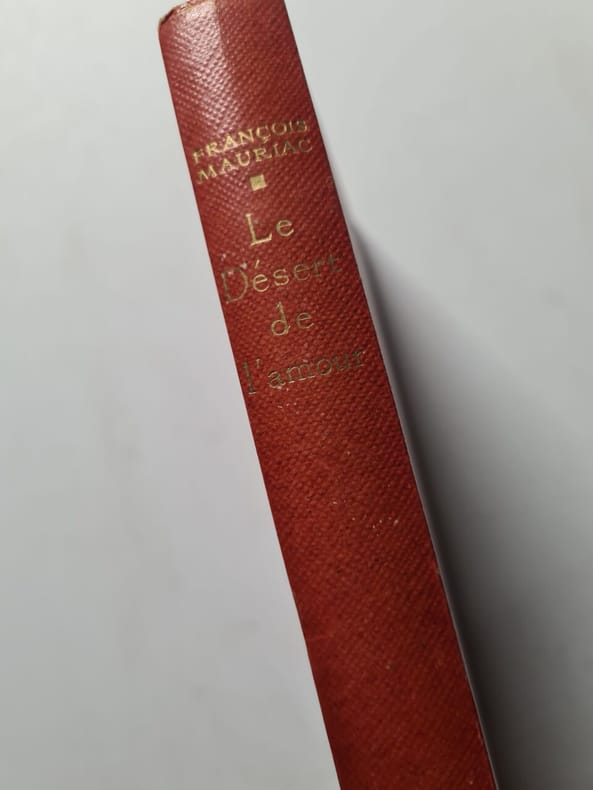 FRANÇOIS
MAURIAC
Le
Désert
de
l'amour